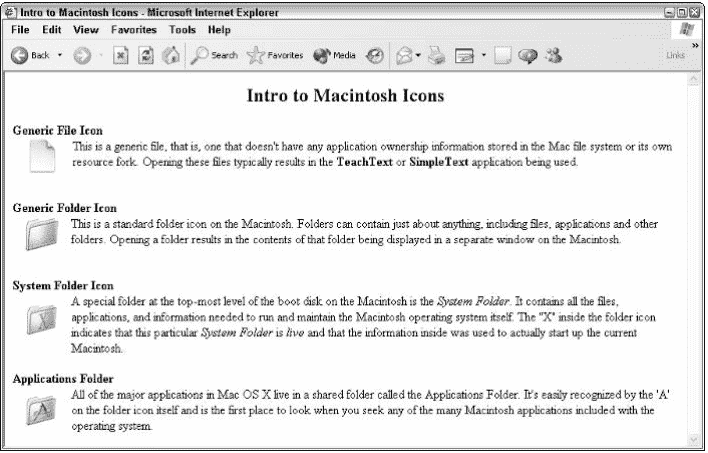 Intro to Macintosh Icons - Microsoft Internet Explorer
File Edit View Favorites Tools Help
Back Search Favorites Media Links »
Intro to Macintosh Icons
Generic File Icon
This is a generic file, that is, one that doesn't have any application ownership information stored in the Mac file system or its own
resource fork. Opening these files typically results in the TeachText or SimpleText application being used.
Generic Folder Icon
This is a standard folder icon on the Macintosh. Folders can contain just about anything, including files, applications and other
folders. Opening a folder results in the contents of that folder being displayed in a separate window on the Macintosh.
System Folder Icon
A special folder at the top-most level of the boot disk on the Macintosh is the System Folder. It contains all the files,
applications, and information needed to run and maintain the Macintosh operating system itself. The "X" inside the folder icon
indicates that this particular System Folder is live and that the information inside was used to actually start up the current
Macintosh.
Applications Folder
All of the major applications in Mac OS X live in a shared folder called the Applications Folder. It's easily recognized by the 'A'
on the folder icon itself and is the first place to look when you seek any of the many Macintosh applications included with the
operating system.